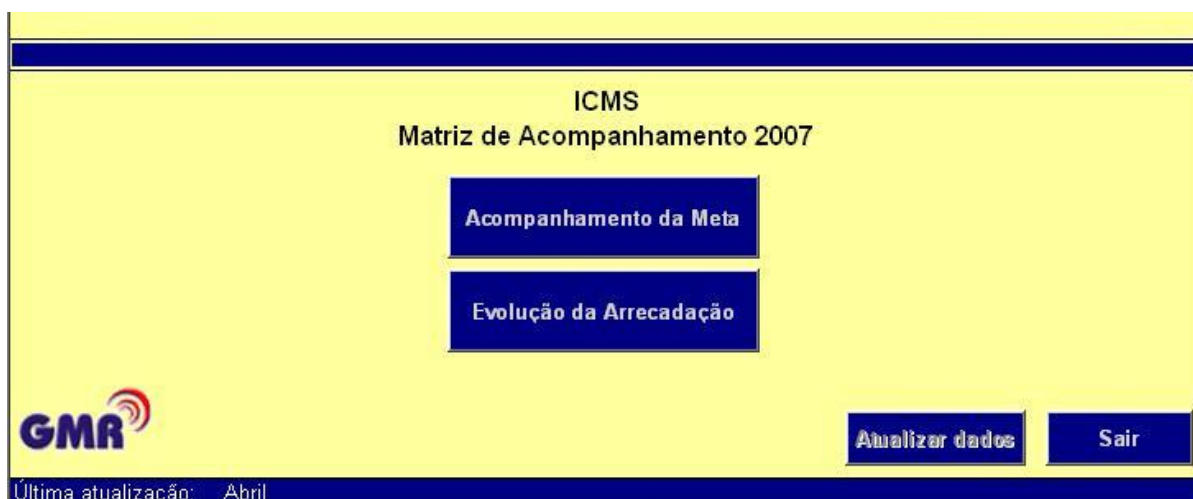 ICMS
Matriz de Acompanhamento 2007
Acompanhamento da Meta
Evolução da Arrecadação
GMR
Atualizar dados
Sair
Última atualização: Abril